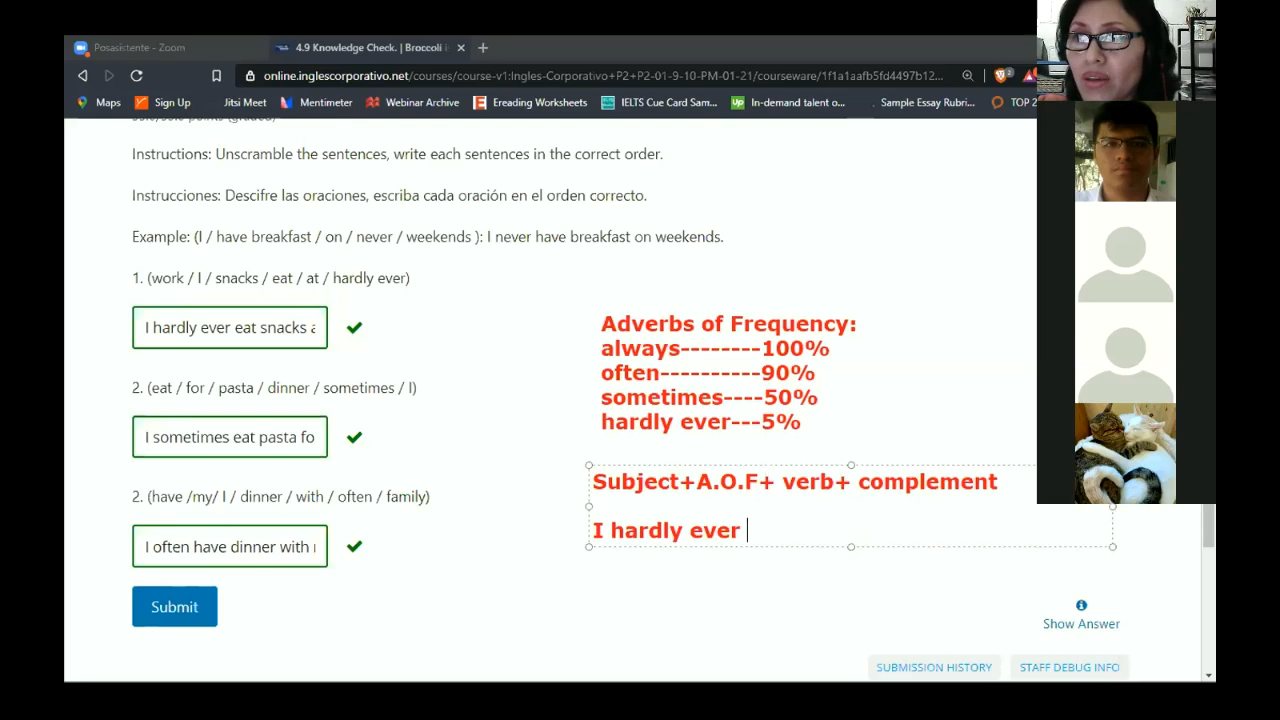 Posasistente - Zoom
4.9 Knowledge Check. | Broccoli i
online.inglescorporativo.net/courses/course-v1:Ingles-Corporativo+P2+P2-01-9-10-PM-01-21/courseware/1f1a1aafb5fd4497b12...
Maps Sign Up Jitsi Meet Mentimeter Webinar Archive Ereading Worksheets IELTS Cue Card Sam... In-demand talent o... Sample Essay Rubri... TOP 2
Instructions: Unscramble the sentences, write each sentences in the correct order.
Instrucciones: Descifre las oraciones, escriba cada oración en el orden correcto.
Example: (I / have breakfast / on / never / weekends ): I never have breakfast on weekends.
1. (work / I / snacks / eat / at / hardly ever)
I hardly ever eat snacks a
2. (eat / for / pasta / dinner / sometimes / I)
I sometimes eat pasta fo
2. (have /my/ I / dinner / with / often / family)
I often have dinner with
Submit
Adverbs of Frequency:
always--------100%
often----------90%
sometimes----50%
hardly ever---5%
Subject+A.O.F+ verb+ complement
I hardly ever
Show Answer
SUBMISSION HISTORY STAFF DEBUG INFO